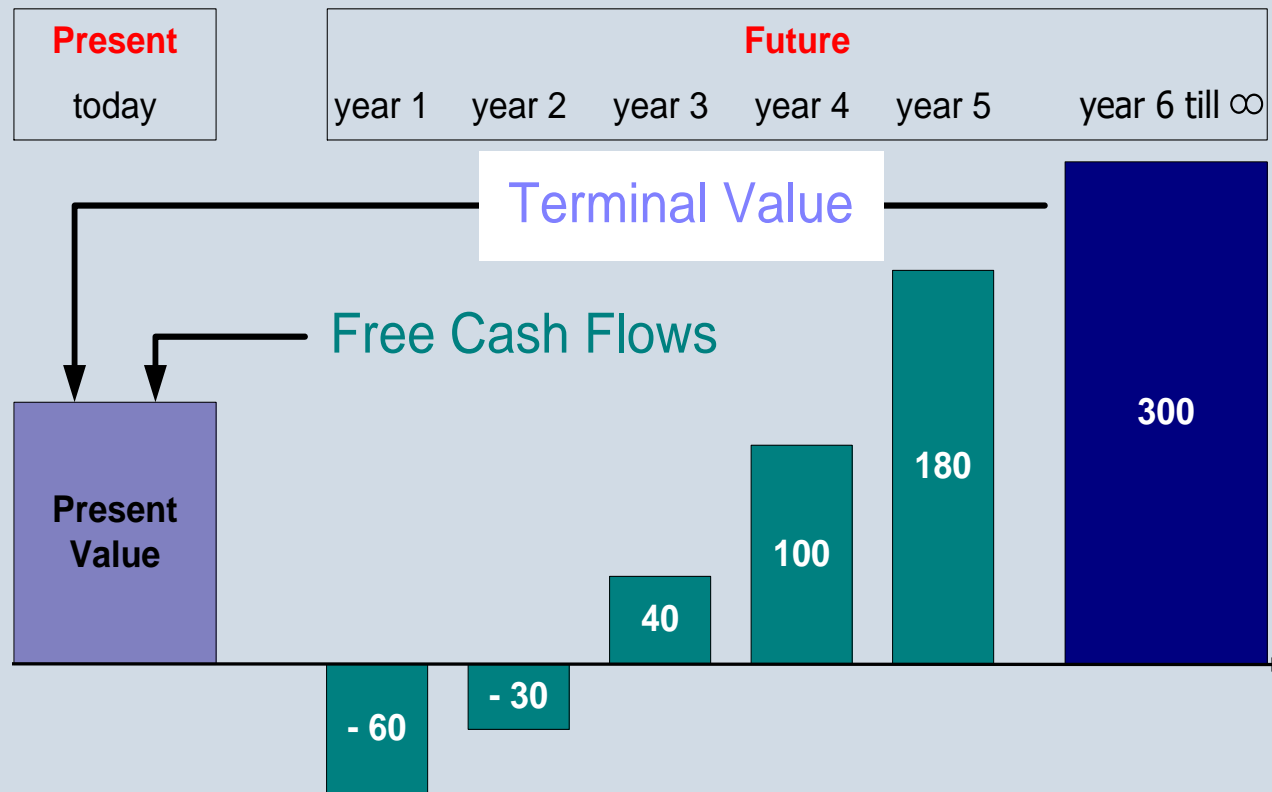 Present
Future
today
year 1
year 2
year 3
year 4
year 5
year 6 till ∞
Terminal Value
Free Cash Flows
300
180
Present
Value
100
40
- 30
- 60